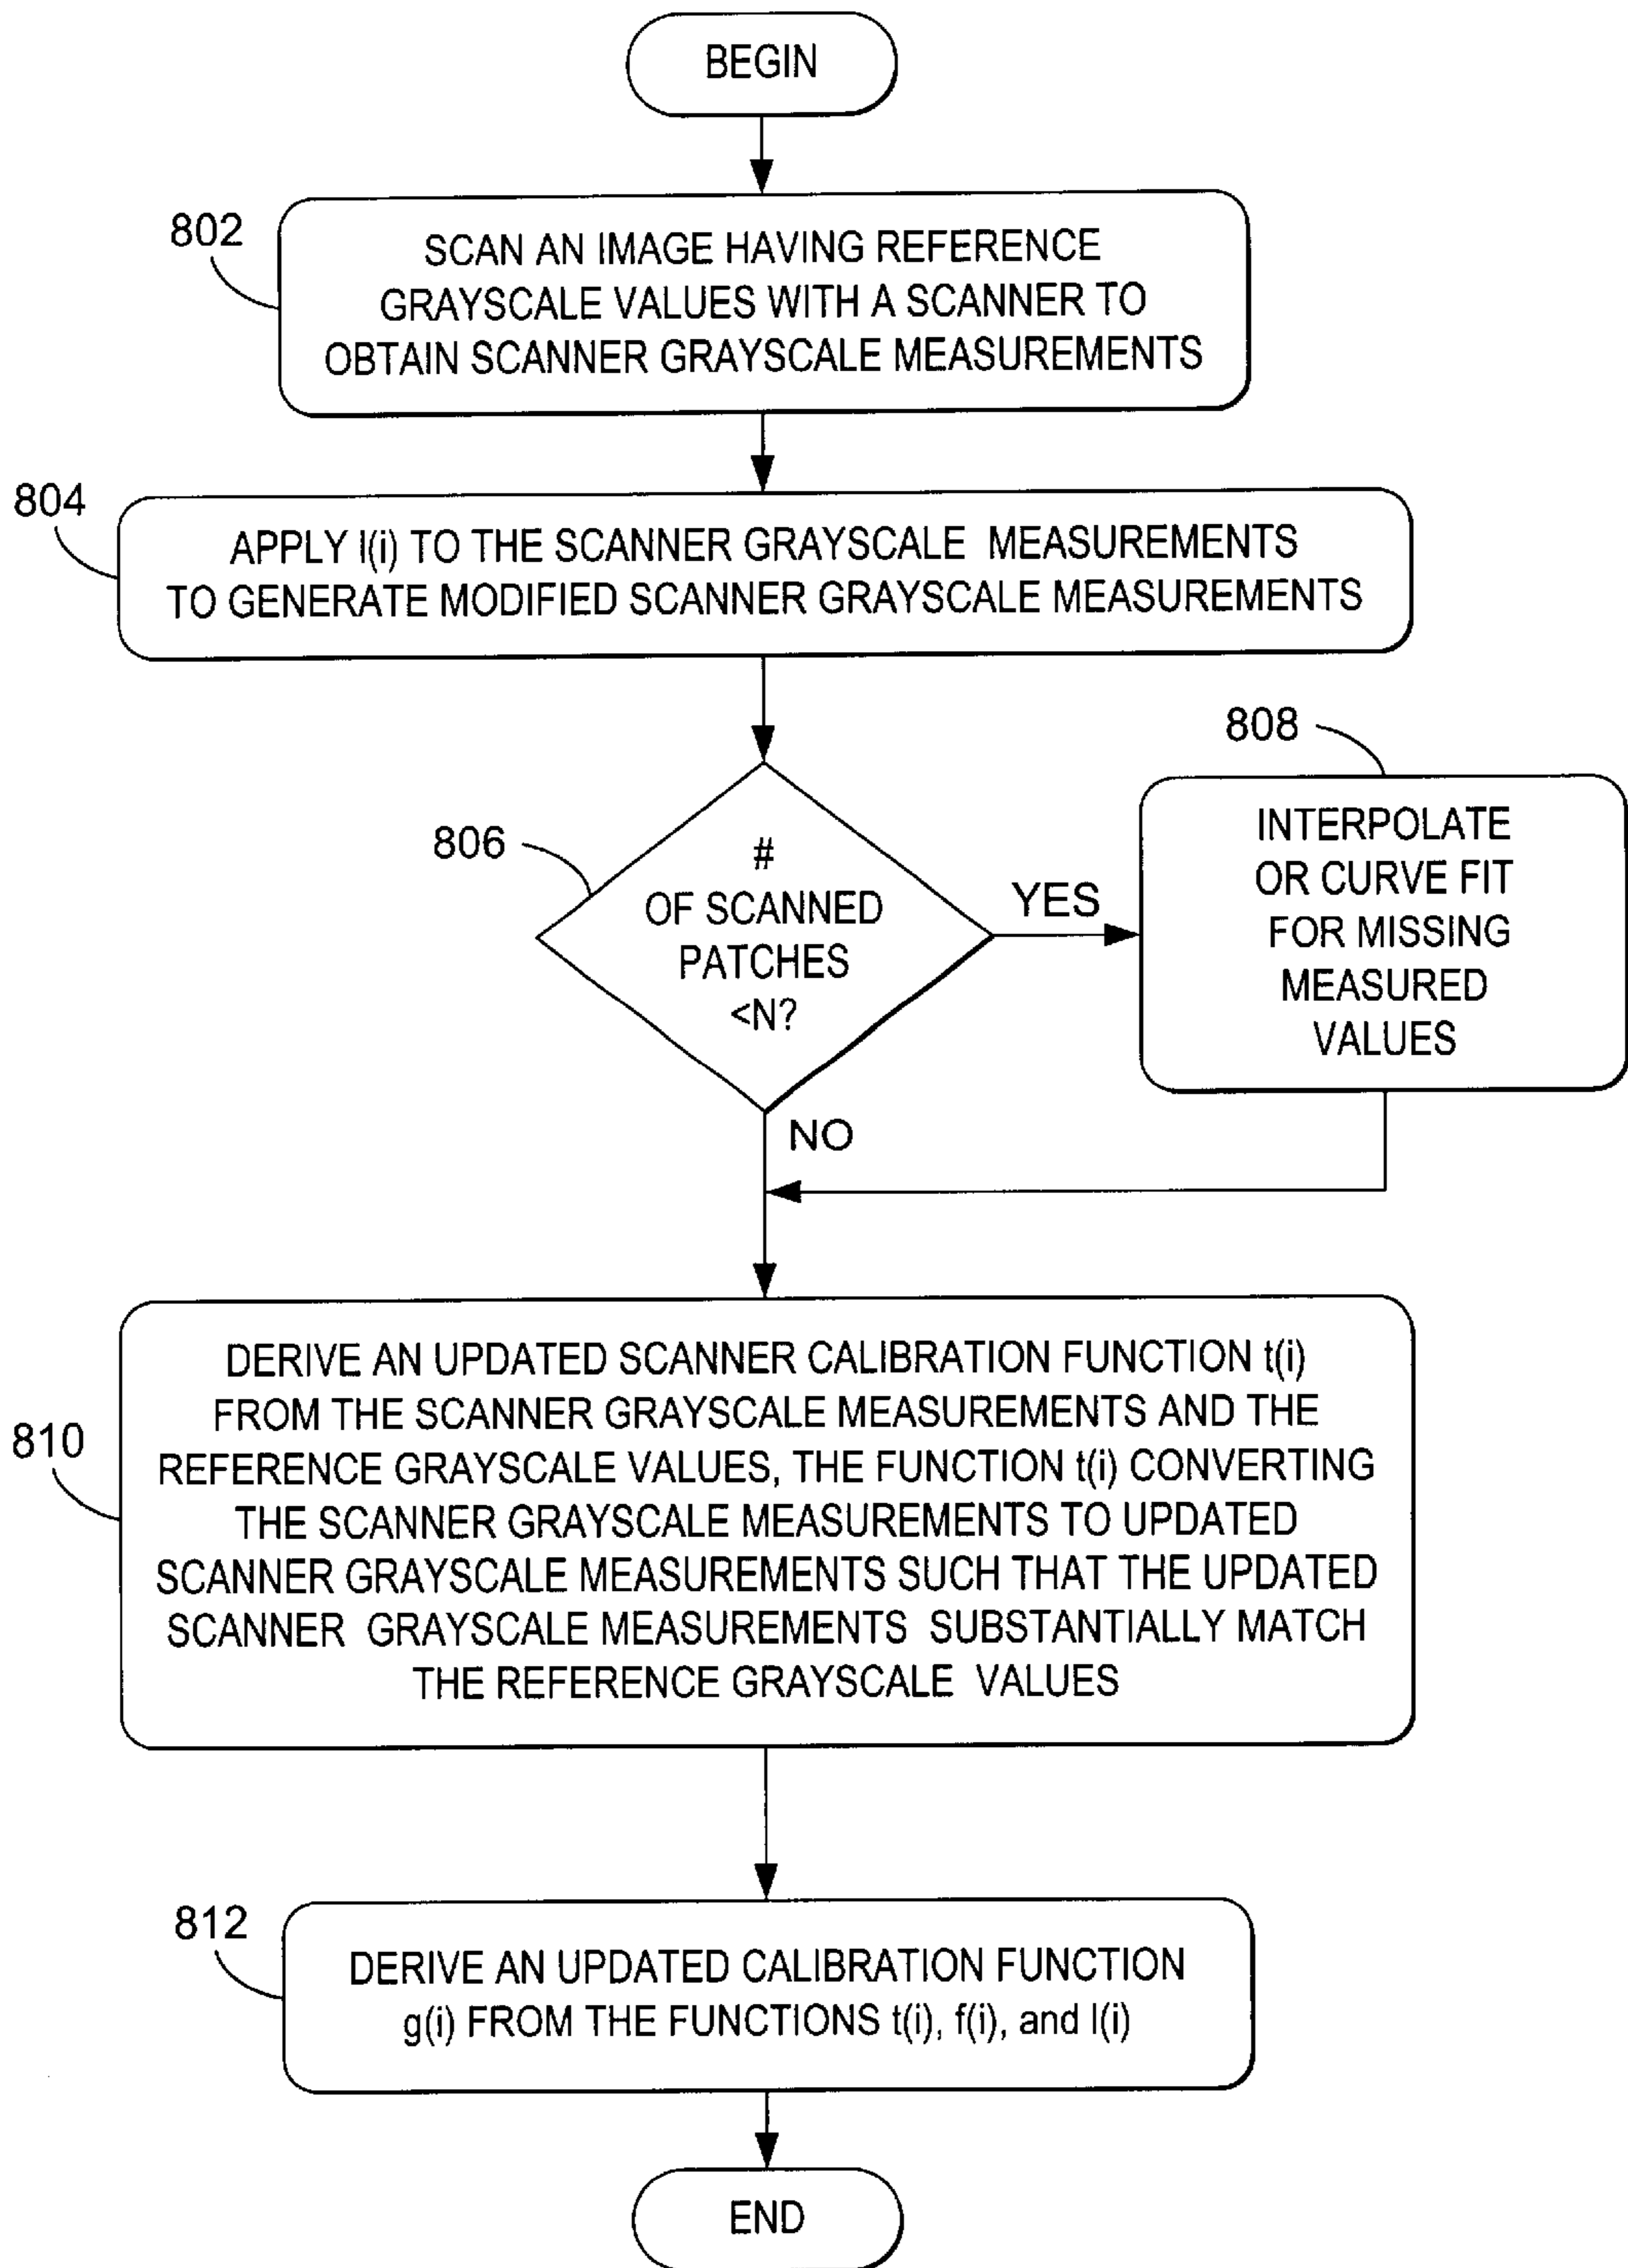 BEGIN
802
SCAN AN IMAGE HAVING REFERENCE
GRAYSCALE VALUES WITH A SCANNER TO
OBTAIN SCANNER GRAYSCALE MEASUREMENTS
804
APPLY l(i) TO THE SCANNER GRAYSCALE MEASUREMENTS
TO GENERATE MODIFIED SCANNER GRAYSCALE MEASUREMENTS
806
#
OF SCANNED
PATCHES
<N?
YES
808
INTERPOLATE
OR CURVE FIT
FOR MISSING
MEASURED
VALUES
NO
810
DERIVE AN UPDATED SCANNER CALIBRATION FUNCTION t(i)
FROM THE SCANNER GRAYSCALE MEASUREMENTS AND THE
REFERENCE GRAYSCALE VALUES, THE FUNCTION t(i) CONVERTING
THE SCANNER GRAYSCALE MEASUREMENTS TO UPDATED
SCANNER GRAYSCALE MEASUREMENTS SUCH THAT THE UPDATED
SCANNER GRAYSCALE MEASUREMENTS SUBSTANTIALLY MATCH
THE REFERENCE GRAYSCALE VALUES
812
DERIVE AN UPDATED CALIBRATION FUNCTION
g(i) FROM THE FUNCTIONS t(i), f(i), and l(i)
END